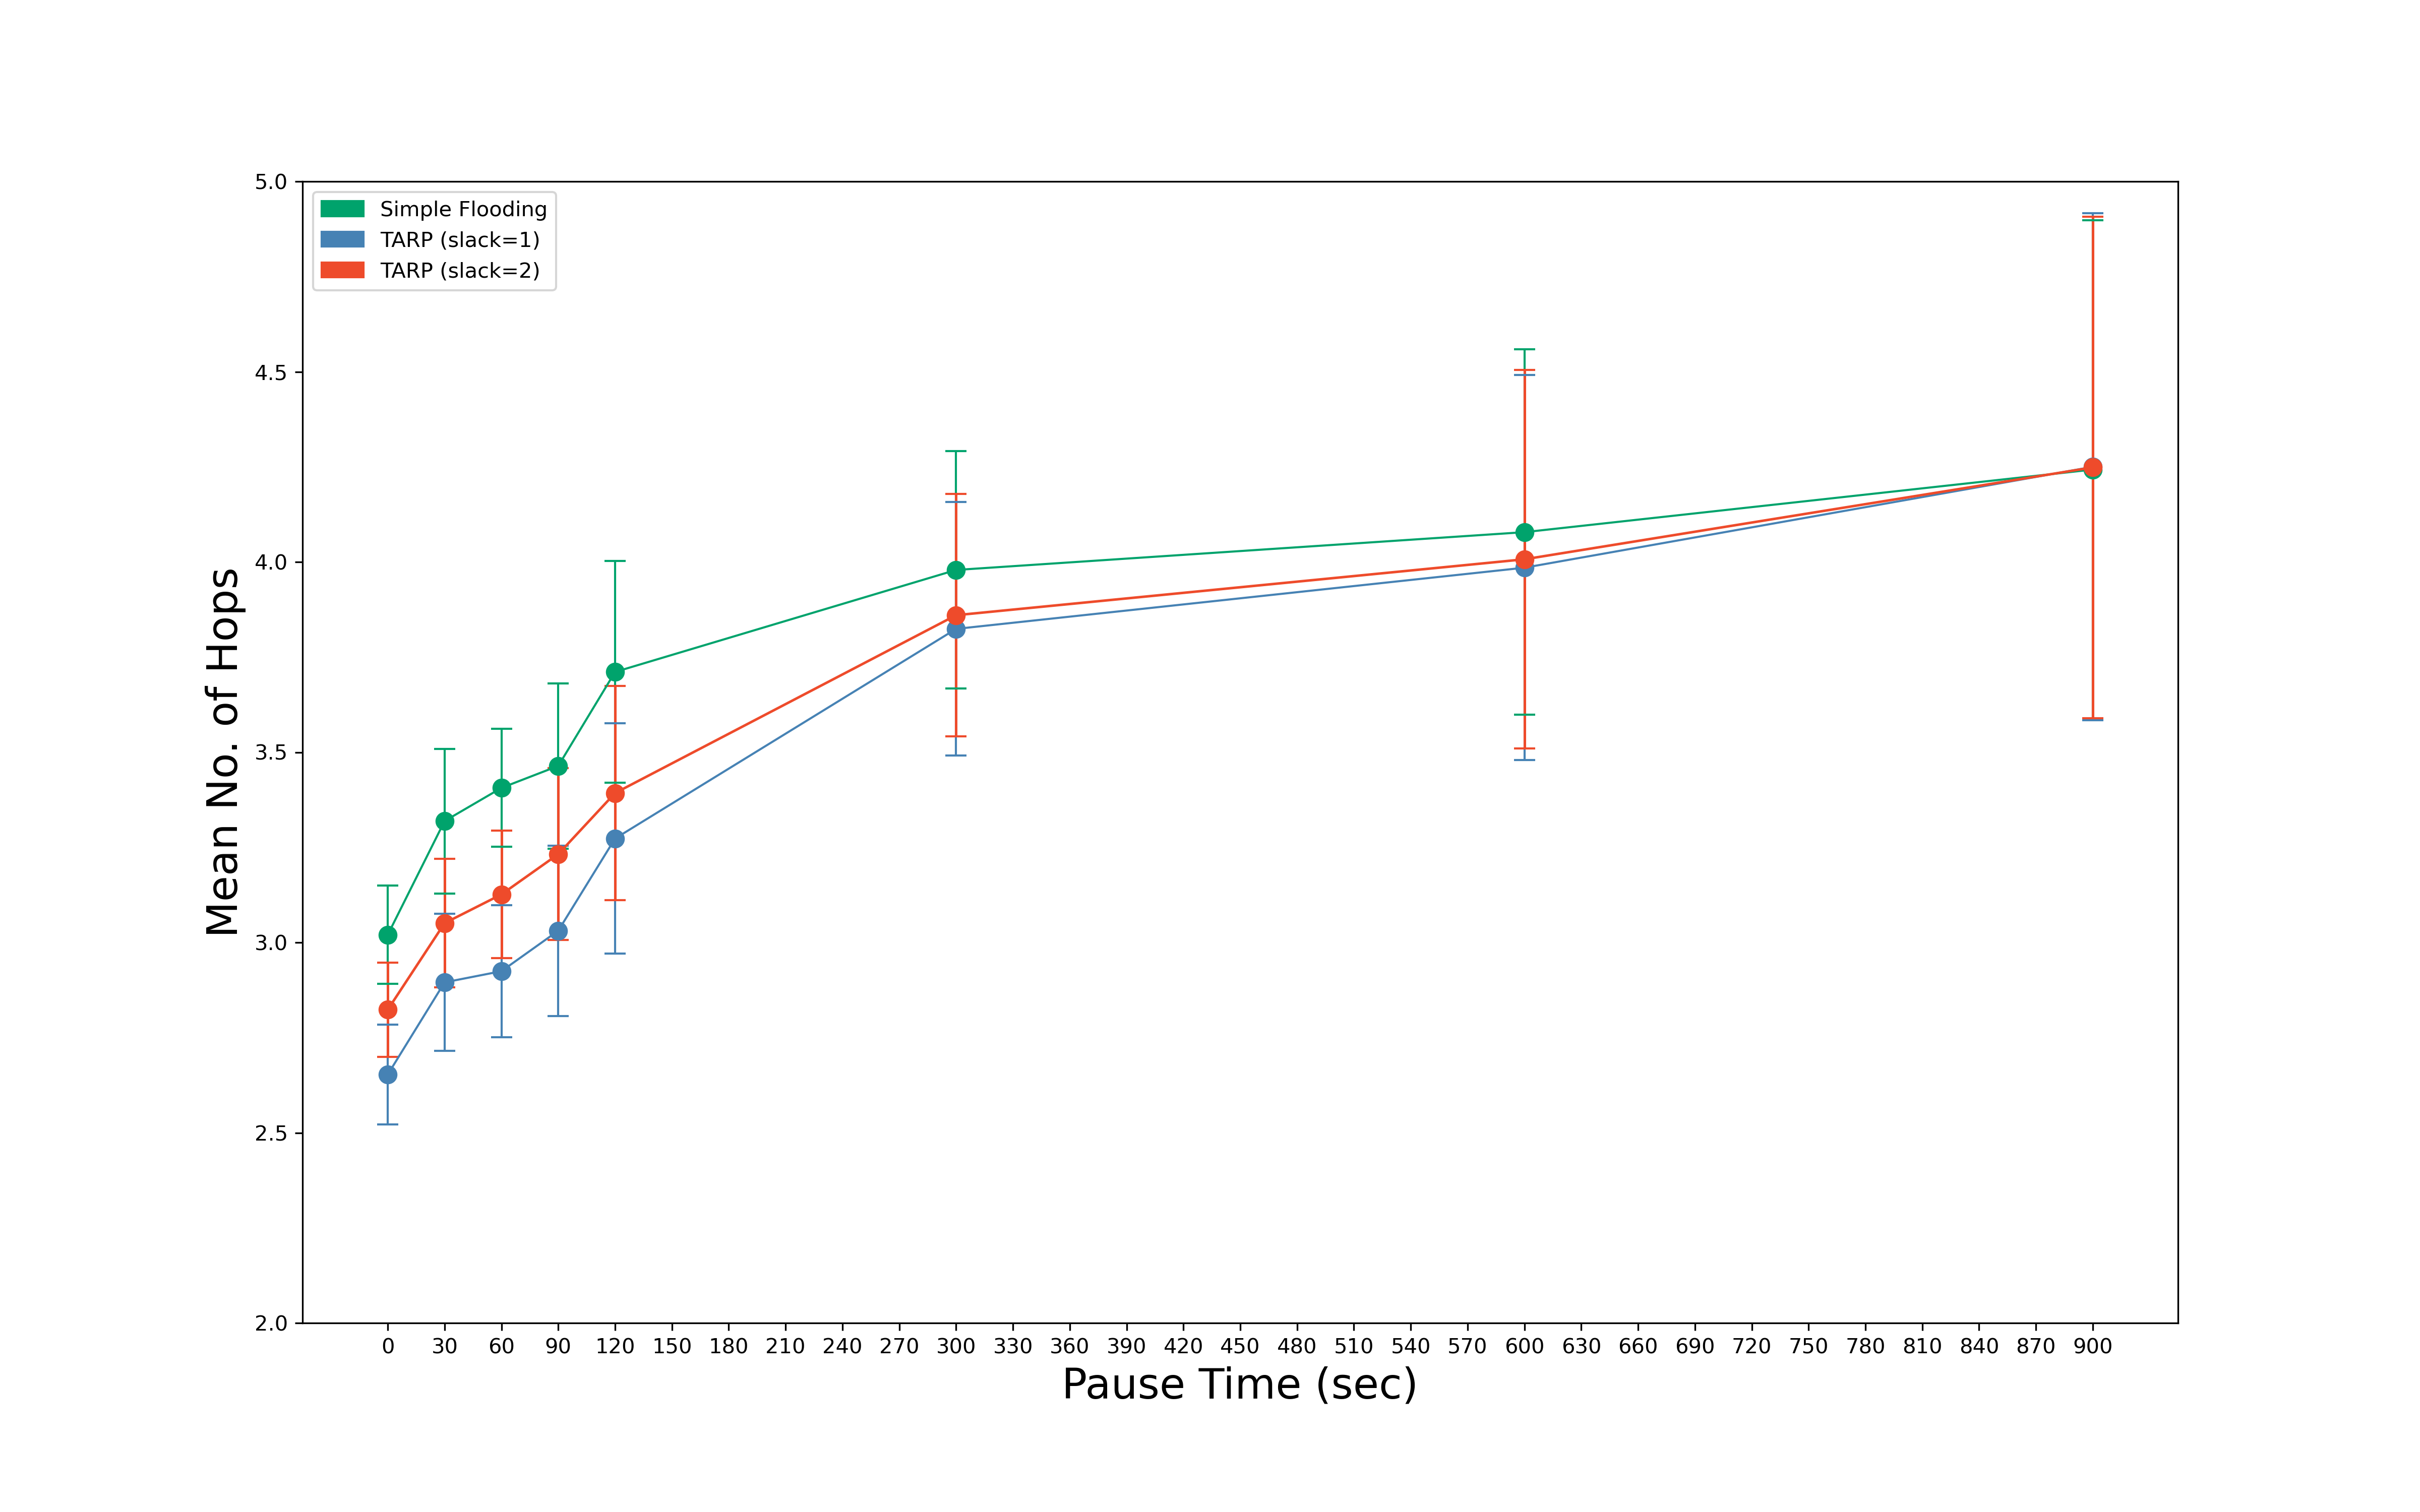 Simple Flooding
TARP (slack=1)
TARP (slack=2)
Mean No. of Hops
5.0
4.5
4.0
3.5
3.0
2.5
2.0
0 30 60 90 120 150 180 210 240 270 300 330 360 390 420 450 480 510 540 570 600 630 660 690 720 750 780 810 840 870 900
Pause Time (sec)